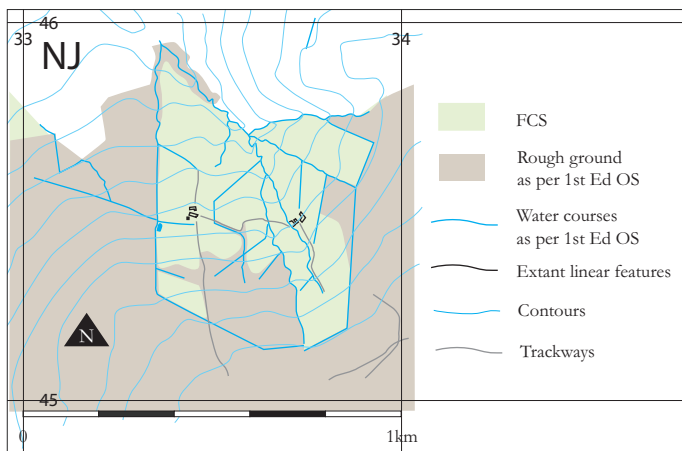 46
33
34
NJ
FCS
Rough ground
as per 1st Ed OS
Water courses
as per 1st Ed OS
Extant linear features
Contours
Trackways
N
45
0
1km